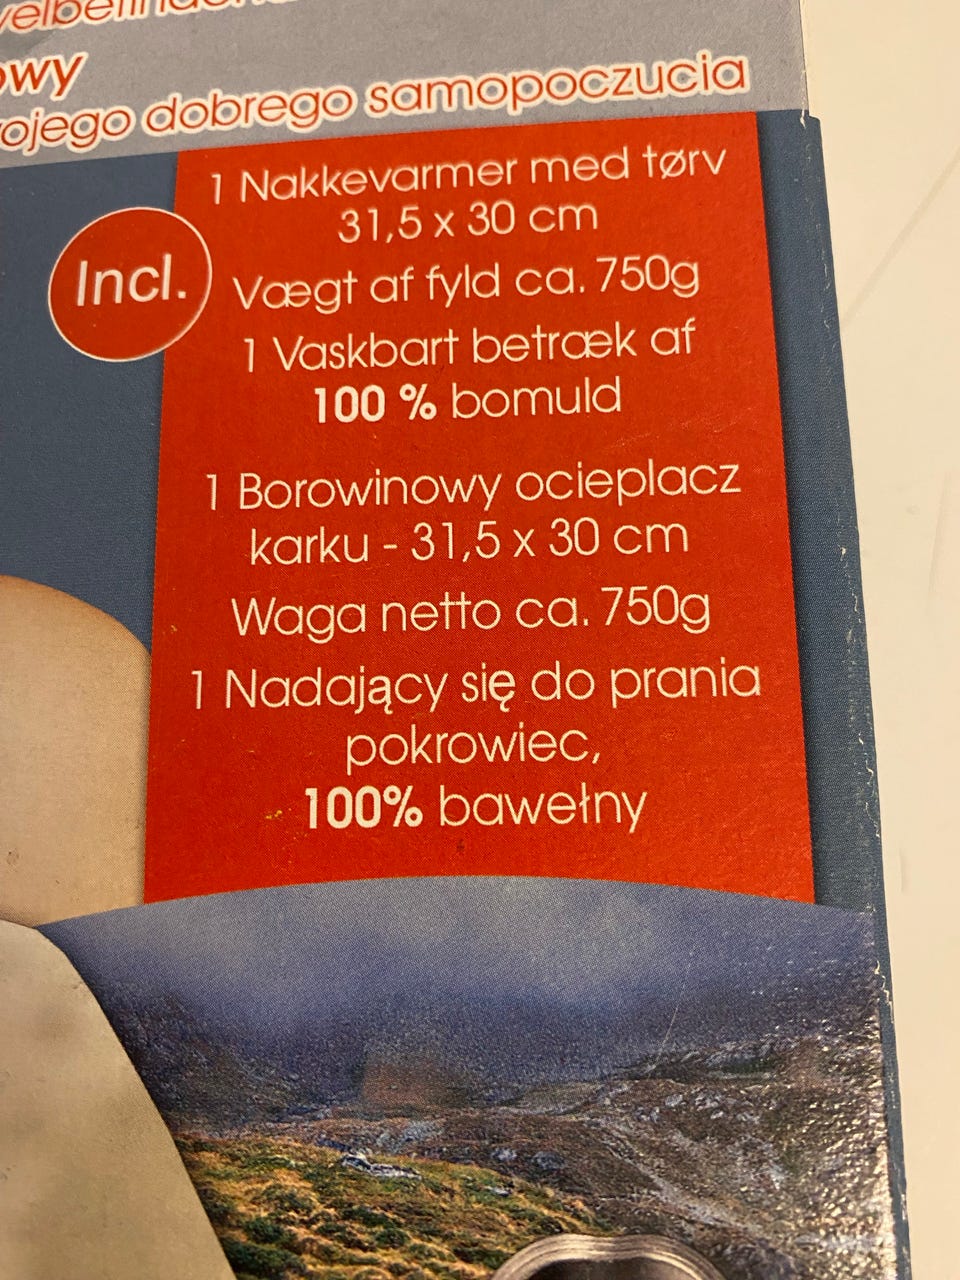 owy
dobrego samopoczucia
Incl.
1 Nakkevarmer med tørv
31,5 x 30 cm
Vægt af fyld ca. 750g
1 Vaskbart betræk af
100 % bomuld
1 Borowinowy ocieplacz
karku - 31,5 x 30 cm
Waga netto ca. 750g
1 Nadający się do prania
pokrowiec,
100% bawełny